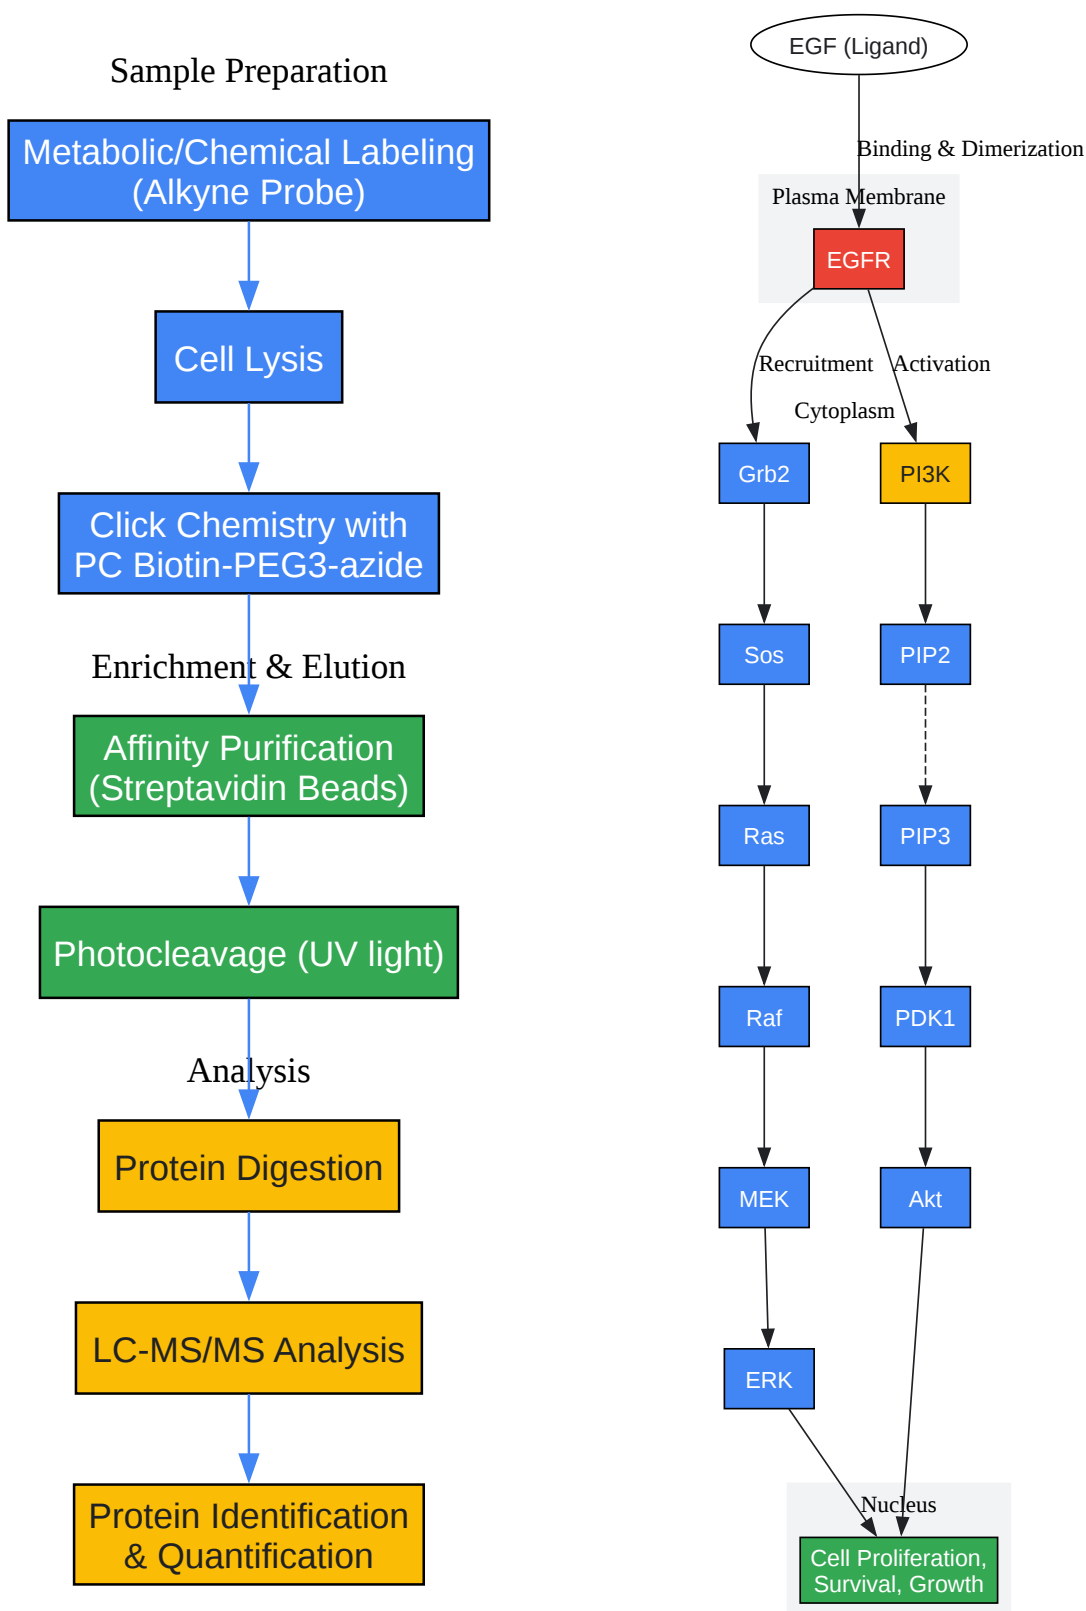 Sample Preparation
Metabolic/Chemical Labeling
(Alkyne Probe)
Cell Lysis
Click Chemistry with
PC Biotin-PEG3-azide
Enrichment & Elution
Affinity Purification
(Streptavidin Beads)
Photocleavage (UV light)
Analysis
Protein Digestion
LC-MS/MS Analysis
Protein Identification
& Quantification
EGF (Ligand)
Binding & Dimerization
Plasma Membrane
EGFR
Recruitment
Activation
Cytoplasm
Grb2
PI3K
Sos
PIP2
Ras
PIP3
Raf
PDK1
MEK
Akt
ERK
Nucleus
Cell Proliferation,
Survival, Growth